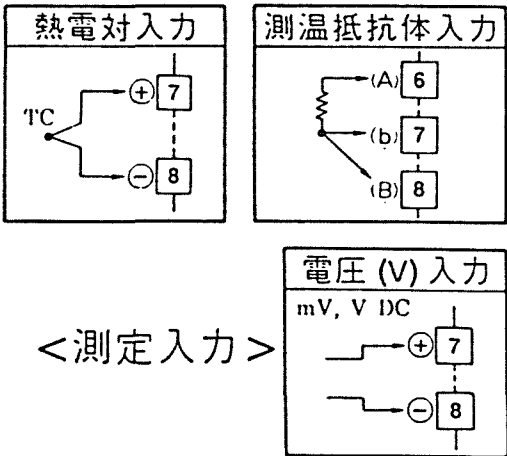 熱電対入力
TC
+ 7
- 8
測温抵抗体入力
(A) 6
(b) 7
(B) 8
<測定入力>
電圧(V)入力
mV, V DC
+ 7
- 8